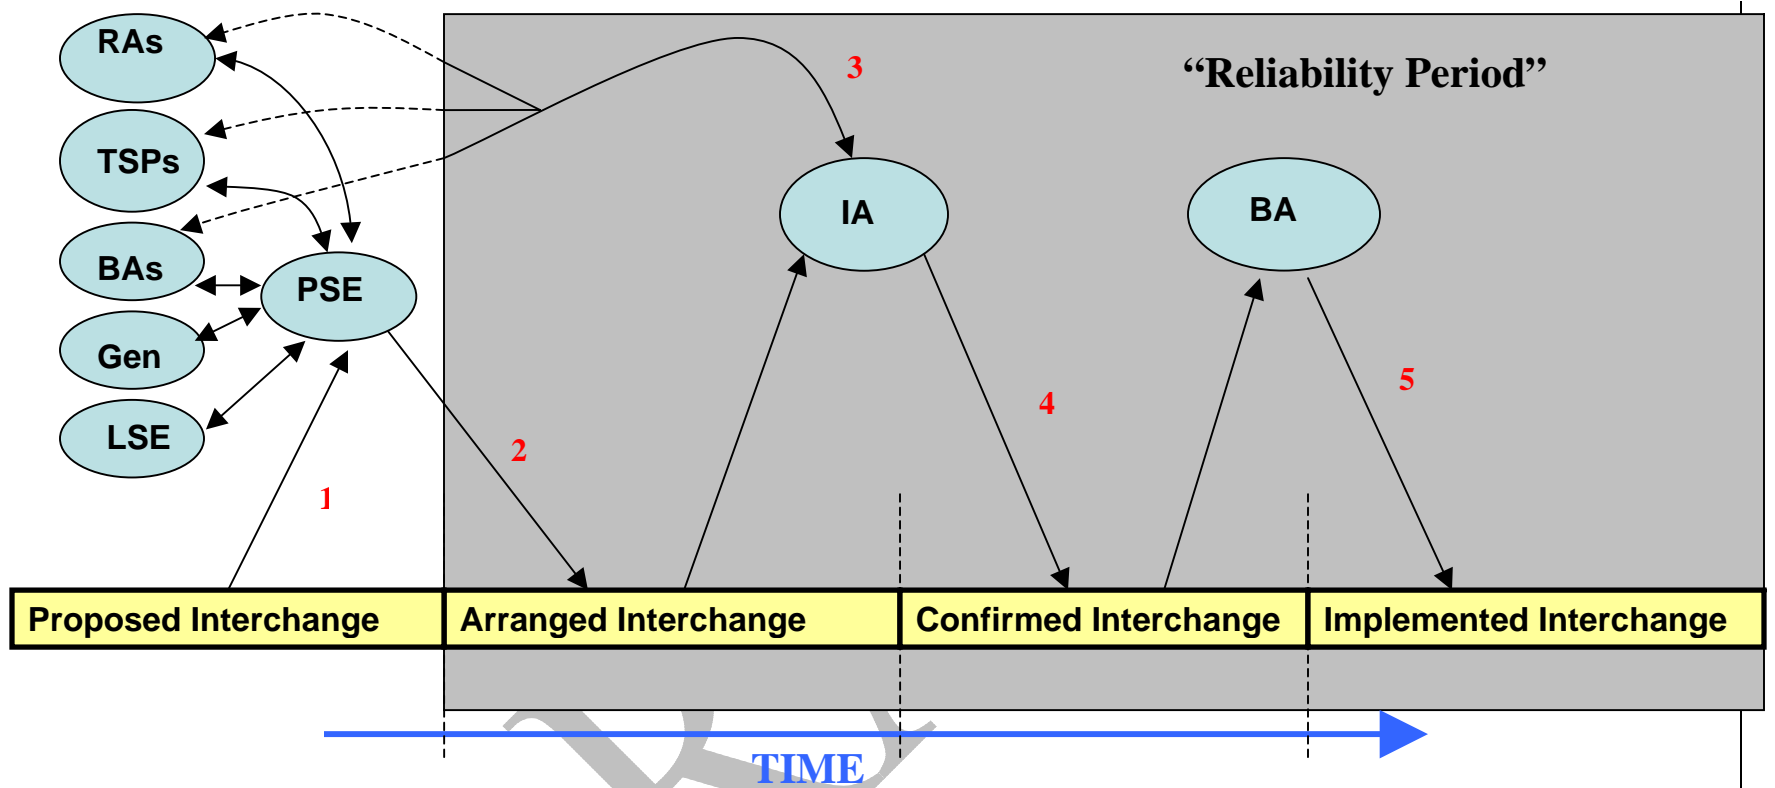 RAs
TSPs
BAs
Gen
LSE
PSE
“Reliability Period”
IA
BA
1
2
3
4
5
Proposed Interchange
Arranged Interchange
Confirmed Interchange
Implemented Interchange
TIME